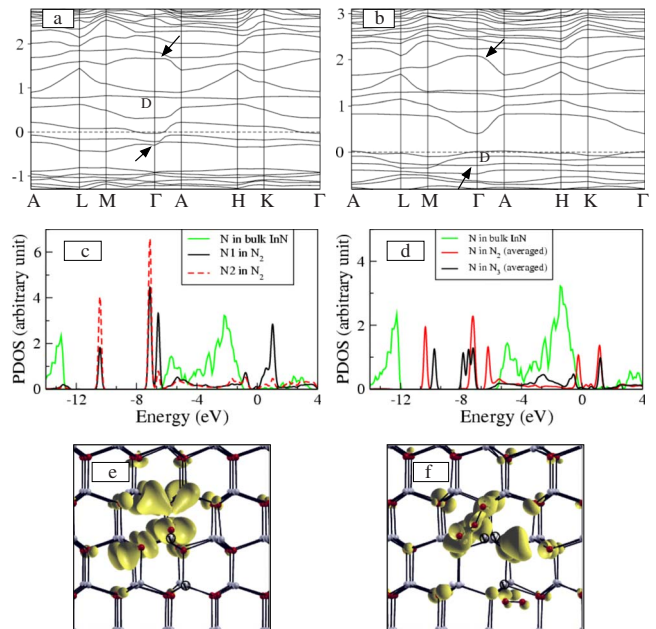 a
2
1
0
-1
D
A L M Γ A H K Γ
b
3
2
1
0
D
A L M Γ A H K Γ
c
PDOS (arbitrary unit)
6
4
2
0
N in bulk InN
N1 in N2
N2 in N2
-12 -8 -4 0 4
Energy (eV)
d
PDOS (arbitrary unit)
4
2
0
N in bulk InN
N in N2 (averaged)
N in N3 (averaged)
-12 -8 -4 0 4
Energy (eV)
e
f